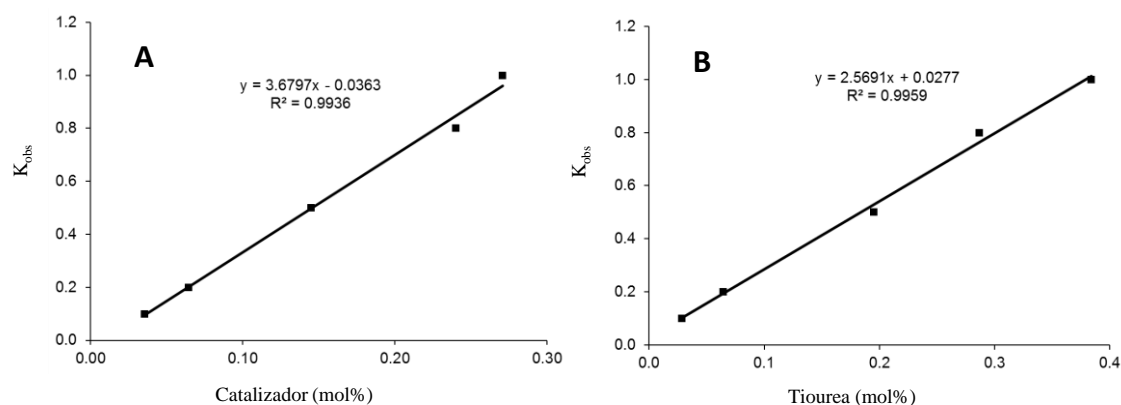 A
y = 3.6797x - 0.0363
R² = 0.9936
K_obs
1.2
1.0
0.8
0.6
0.4
0.2
0.0
0.00 0.10 0.20 0.30
Catalizador (mol%)
B
y = 2.5691x + 0.0277
R² = 0.9959
K_obs
1.2
1.0
0.8
0.6
0.4
0.2
0.0
0.0 0.1 0.2 0.3 0.4
Tiourea (mol%)